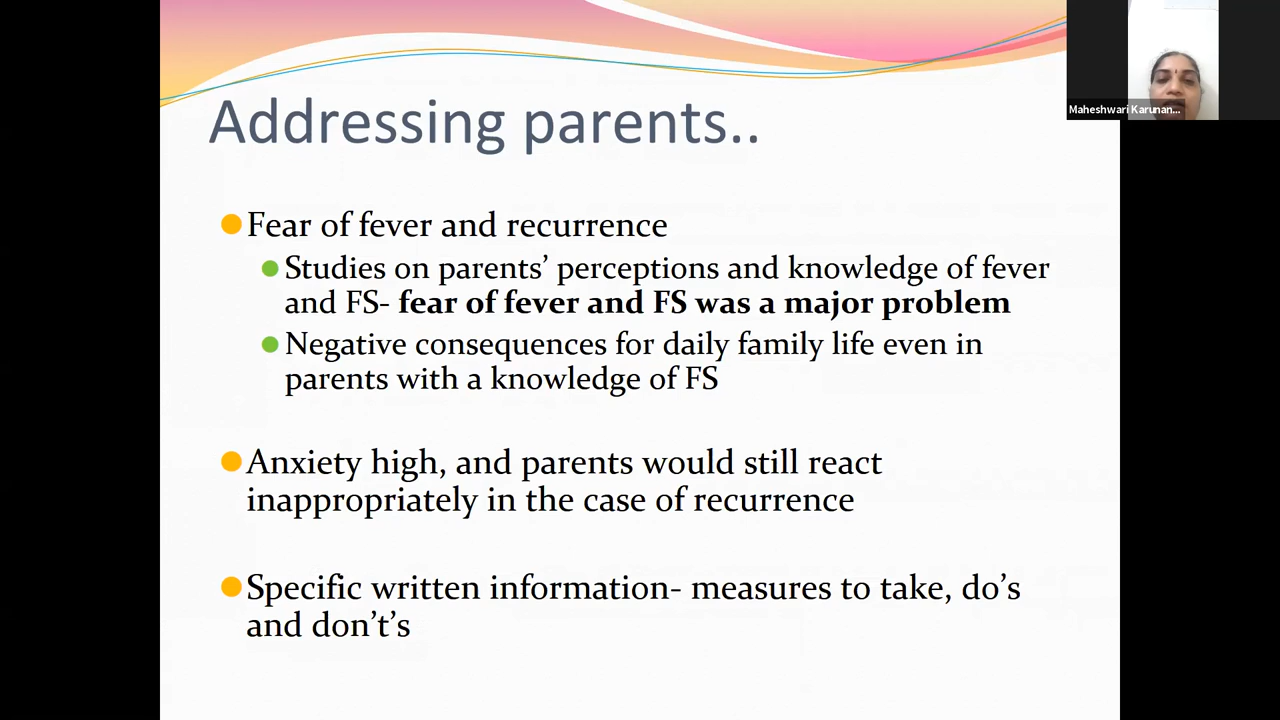 Maheshwari Karunan...
Addressing parents..
Fear of fever and recurrence
Studies on parents’ perceptions and knowledge of fever
and FS- fear of fever and FS was a major problem
Negative consequences for daily family life even in
parents with a knowledge of FS
Anxiety high, and parents would still react
inappropriately in the case of recurrence
Specific written information- measures to take, do’s
and don’t’s